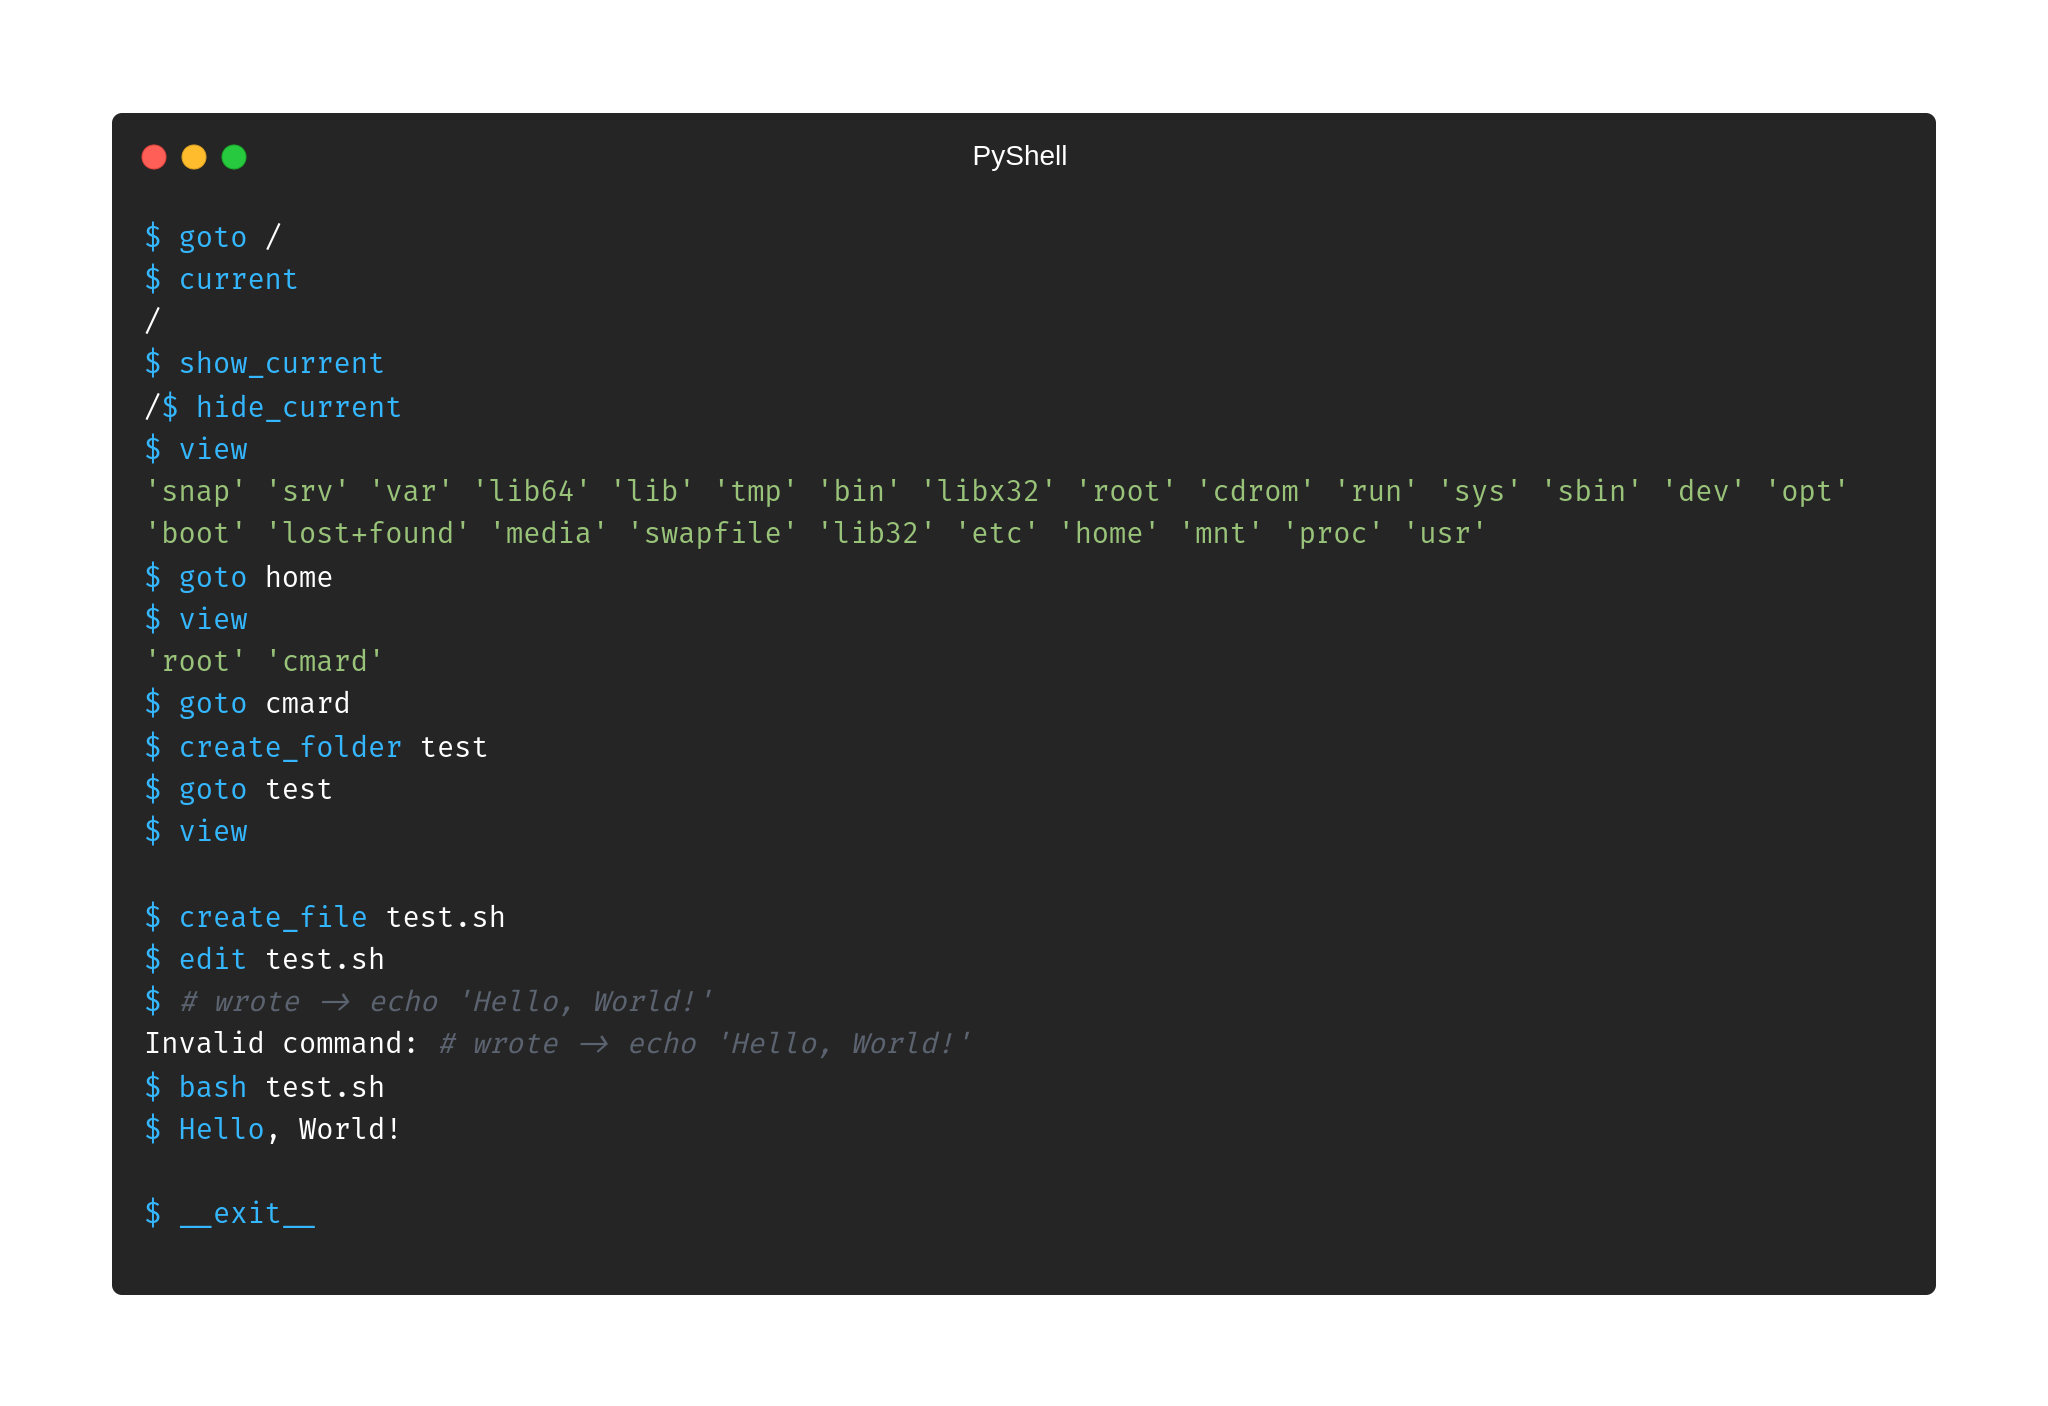 PyShell
$ goto /
$ current
/
$ show_current
/$ hide_current
$ view
'snap' 'srv' 'var' 'lib64' 'lib' 'tmp' 'bin' 'libx32' 'root' 'cdrom' 'run' 'sys' 'sbin' 'dev' 'opt'
'boot' 'lost+found' 'media' 'swapfile' 'lib32' 'etc' 'home' 'mnt' 'proc' 'usr'
$ goto home
$ view
'root' 'cmard'
$ goto cmard
$ create_folder test
$ goto test
$ view
$ create_file test.sh
$ edit test.sh
$ # wrote -> echo 'Hello, World!'
Invalid command: # wrote -> echo 'Hello, World!'
$ bash test.sh
$ Hello, World!
$ __exit__